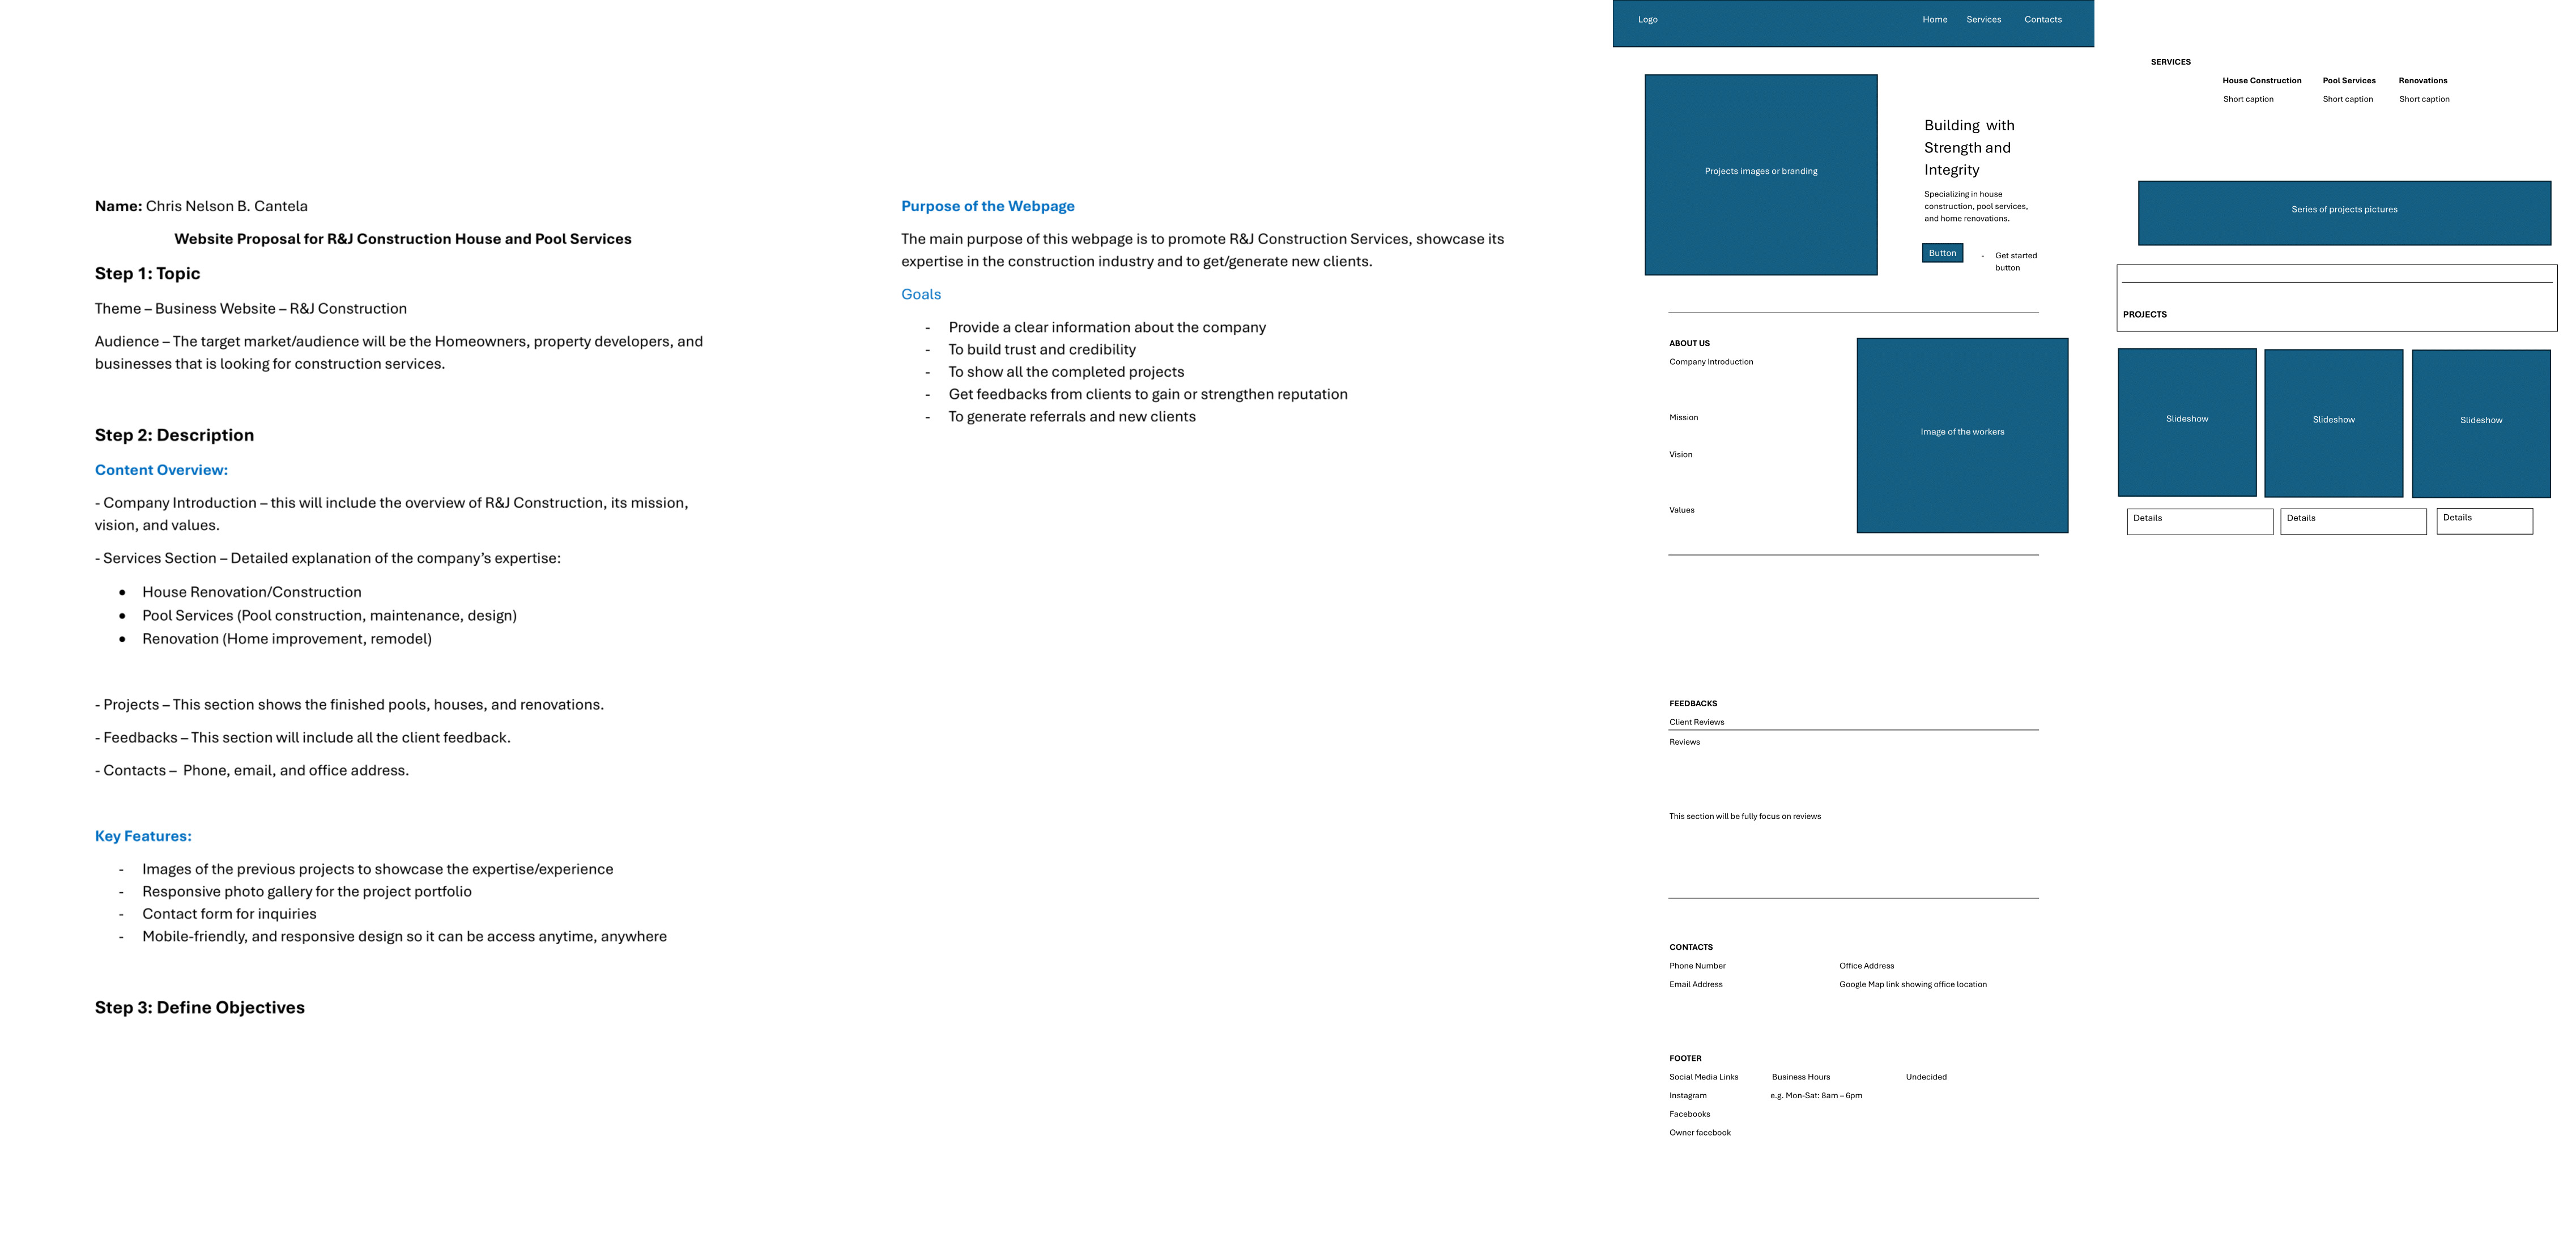 Name: Chris Nelson B. Cantela
Website Proposal for R&J Construction House and Pool Services
Step 1: Topic
Theme – Business Website – R&J Construction
Audience – The target market/audience will be the Homeowners, property developers, and
businesses that is looking for construction services.
Step 2: Description
Content Overview:
- Company Introduction – this will include the overview of R&J Construction, its mission,
vision, and values.
- Services Section – Detailed explanation of the company’s expertise:
● House Renovation/Construction
● Pool Services (Pool construction, maintenance, design)
● Renovation (Home improvement, remodel)
- Projects – This section shows the finished pools, houses, and renovations.
- Feedbacks – This section will include all the client feedback.
- Contacts – Phone, email, and office address.
Key Features:
- Images of the previous projects to showcase the expertise/experience
- Responsive photo gallery for the project portfolio
- Contact form for inquiries
- Mobile-friendly, and responsive design so it can be access anytime, anywhere
Step 3: Define Objectives
Purpose of the Webpage
The main purpose of this webpage is to promote R&J Construction Services, showcase its
expertise in the construction industry and to get/generate new clients.
Goals
- Provide a clear information about the company
- To build trust and credibility
- To show all the completed projects
- Get feedbacks from clients to gain or strengthen reputation
- To generate referrals and new clients
Logo Home Services Contacts
Projects images or branding
Building with
Strength and
Integrity
Specializing in house
construction, pool services,
and home renovations.
Button - Get started
button
ABOUT US
Company Introduction
Mission
Vision
Values
Image of the workers
FEEDBACKS
Client Reviews
Reviews
This section will be fully focus on reviews
CONTACTS
Phone Number Office Address
Email Address Google Map link showing office location
FOOTER
Social Media Links Business Hours Undecided
Instagram e.g. Mon-Sat: 8am – 6pm
Facebooks
Owner facebook
SERVICES
House Construction Pool Services Renovations
Short caption Short caption Short caption
Series of projects pictures
PROJECTS
Slideshow Slideshow Slideshow
Details Details Details